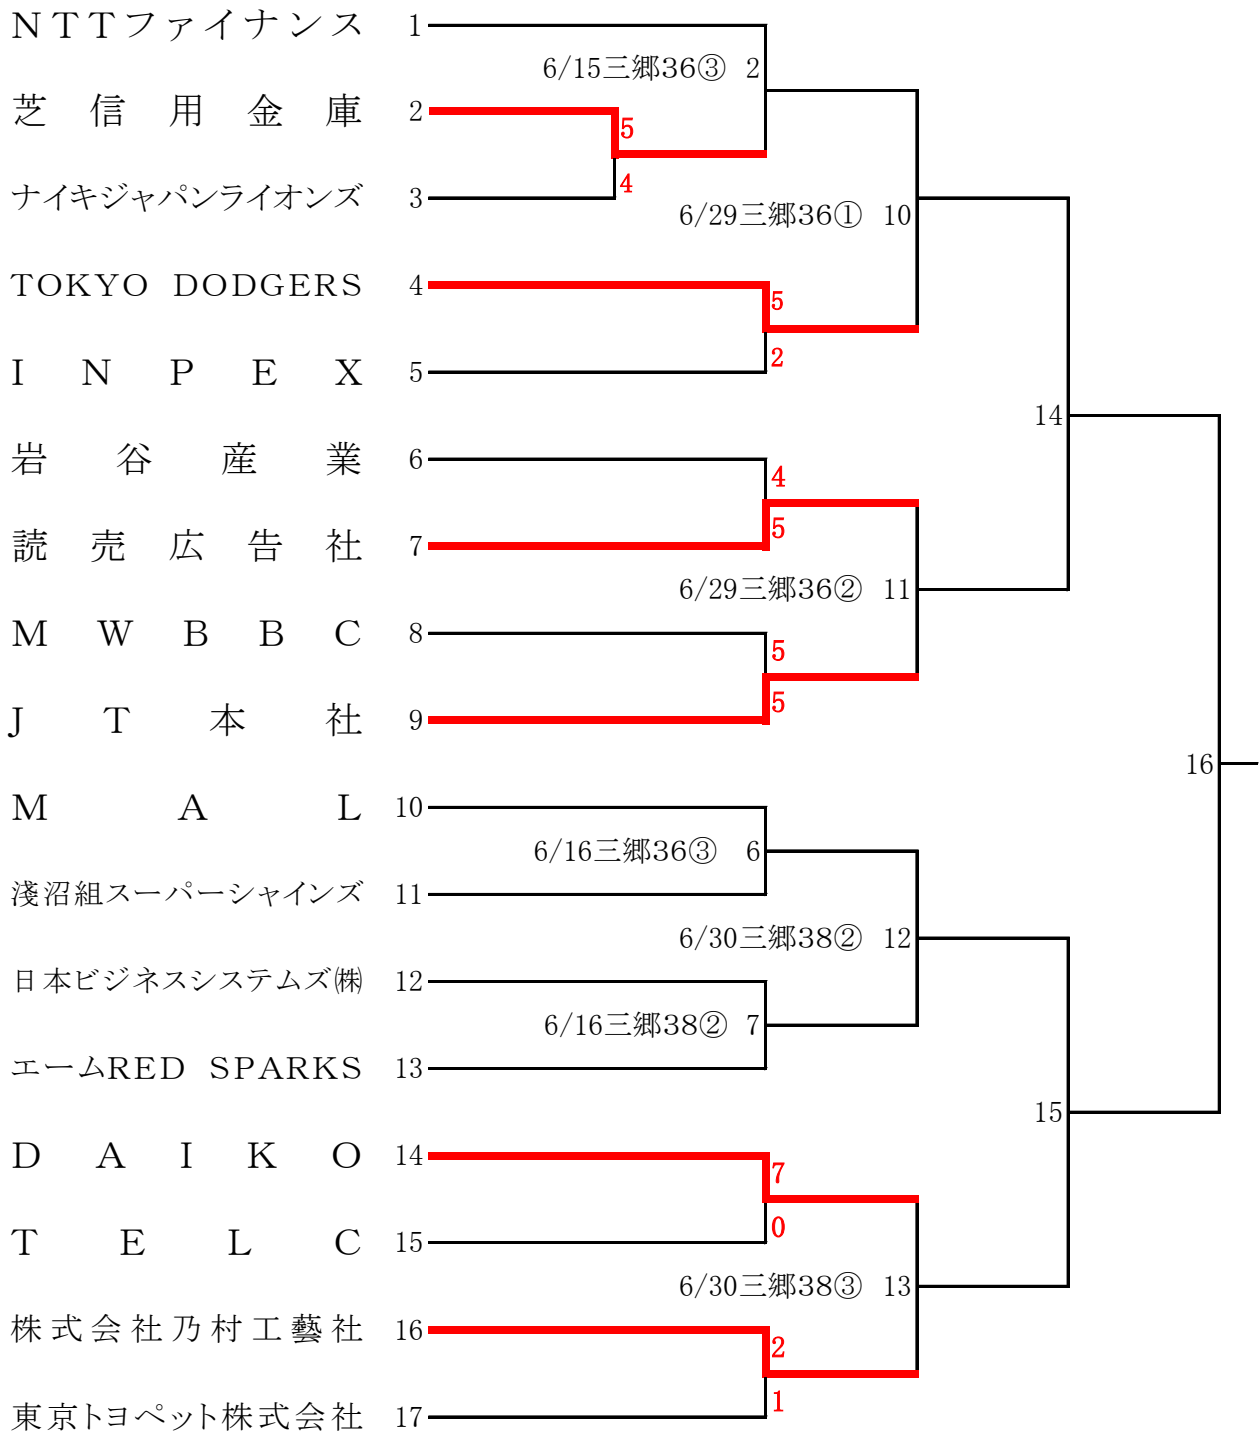 NTTファイナンス 1
6/15三郷36③ 2
芝信用金庫 2
5
4
ナイキジャパンライオンズ 3
6/29三郷36① 10
TOKYO DODGERS 4
5
2
INPEX 5
14
岩谷産業 6
4
5
読売広告社 7
6/29三郷36② 11
MWBBC 8
5
5
JT本社 9
16
MAL 10
6/16三郷36③ 6
淺沼組スーパーシャインズ 11
6/30三郷38② 12
日本ビジネスシステムズ㈱ 12
6/16三郷38② 7
エームRED SPARKS 13
15
DAIKO 14
7
0
TELC 15
6/30三郷38③ 13
株式会社乃村工藝社 16
2
1
東京トヨペット株式会社 17